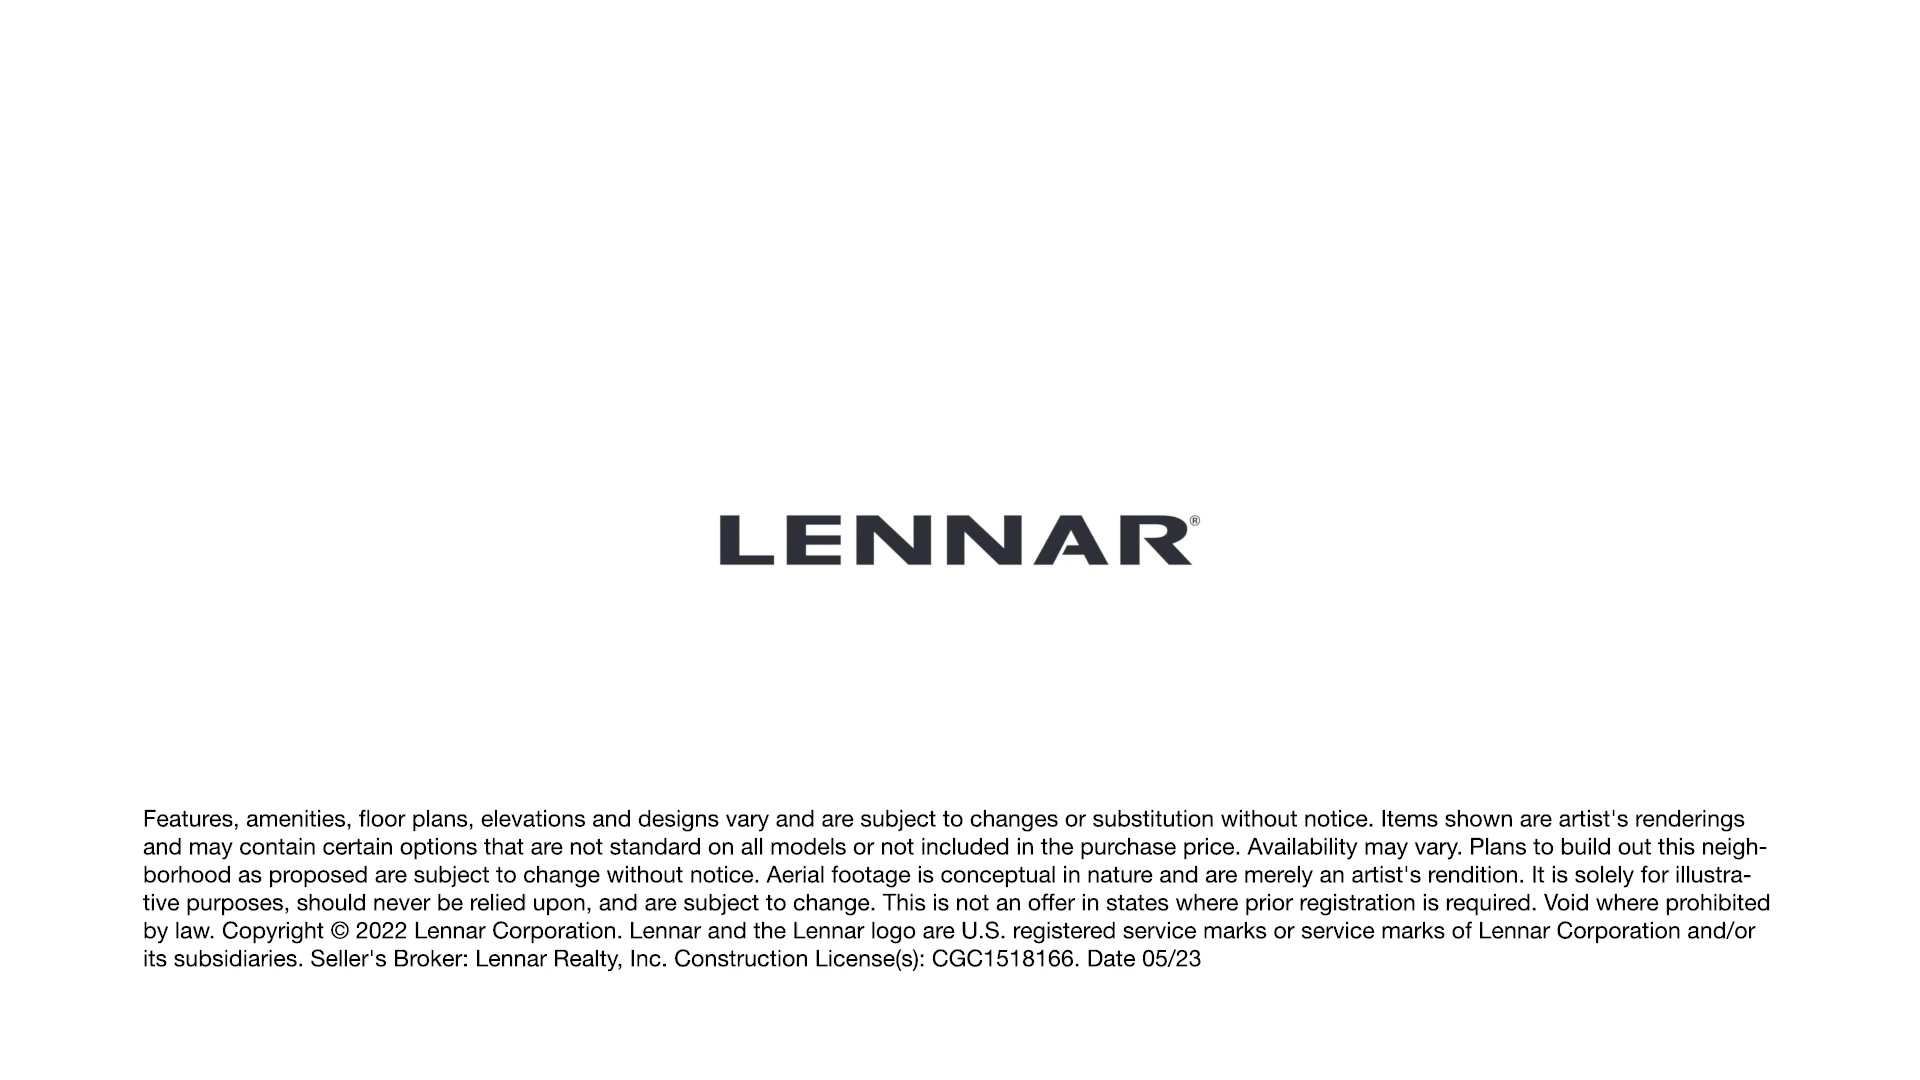 LENNAR®
Features, amenities, floor plans, elevations and designs vary and are subject to changes or substitution without notice. Items shown are artist's renderings
and may contain certain options that are not standard on all models or not included in the purchase price. Availability may vary. Plans to build out this neigh-
borhood as proposed are subject to change without notice. Aerial footage is conceptual in nature and are merely an artist's rendition. It is solely for illustra-
tive purposes, should never be relied upon, and are subject to change. This is not an offer in states where prior registration is required. Void where prohibited
by law. Copyright © 2022 Lennar Corporation. Lennar and the Lennar logo are U.S. registered service marks or service marks of Lennar Corporation and/or
its subsidiaries. Seller's Broker: Lennar Realty, Inc. Construction License(s): CGC1518166. Date 05/23